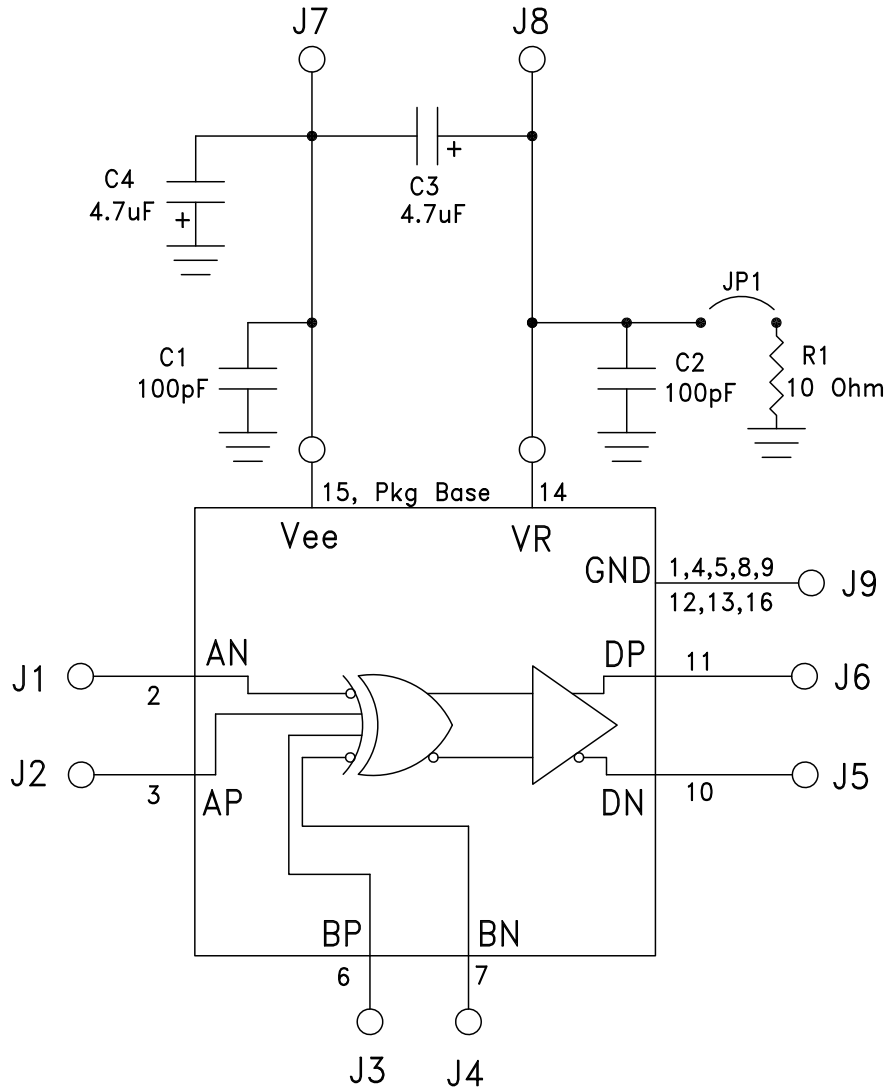 J7 J8
C4
4.7uF
+
C3
4.7uF
+
JP1
C1
100pF
C2
100pF
R1
10 Ohm
15, Pkg Base
14
Vee
VR
GND
1,4,5,8,9
12,13,16
J9
AN
DP
11
J1
2
J6
J2
3
AP
DN
10
J5
BP
BN
6
7
J3
J4